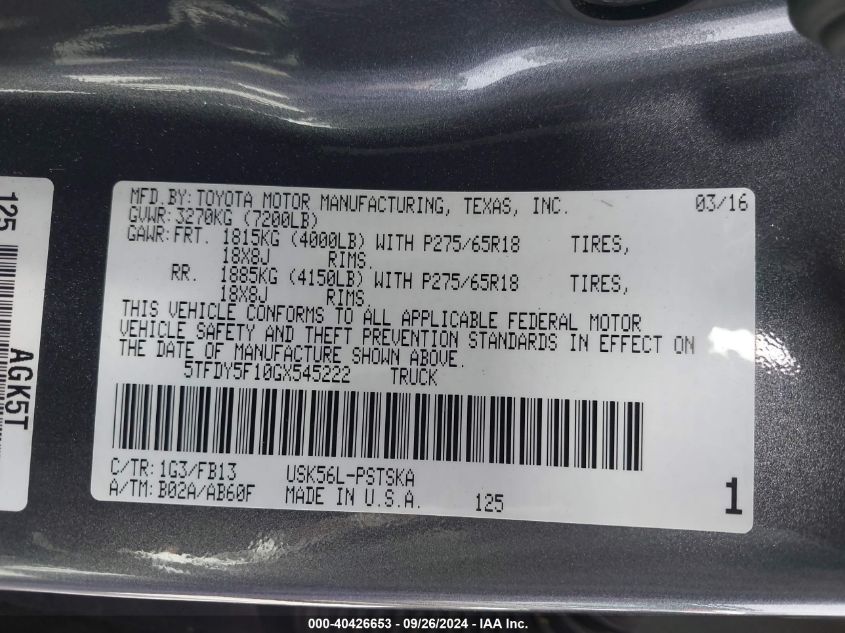 MFD.BY:TOYOTA MOTOR MANUFACTURING, TEXAS, INC. 03/16
GVWR:3270KG (7200LB)
GAWR:FRT. 1815KG (4000LB) WITH P275/65R18 TIRES,
18X8J RIMS.
RR. 1885KG (4150LB) WITH P275/65R18 TIRES,
18X8J RIMS.
THIS VEHICLE CONFORMS TO ALL APPLICABLE FEDERAL MOTOR
VEHICLE SAFETY AND THEFT PREVENTION STANDARDS IN EFFECT ON
THE DATE OF MANUFACTURE SHOWN ABOVE.
5TFDY5F10GX545222 TRUCK
C/TR:1G3/FB13 USK56L-PSTSKA
A/TM:B02A/AB60F MADE IN U.S.A. 125 1
125
AGK5T
000-40426653 - 09/26/2024 - IAA Inc.